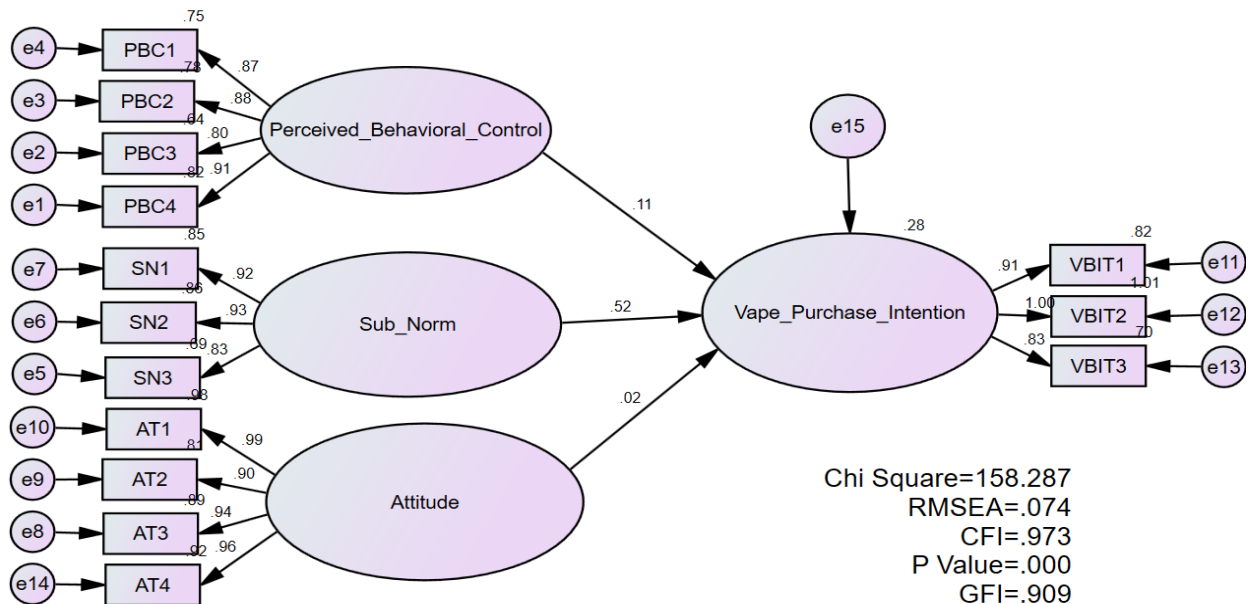 .75
e4
PBC1
.87
.78
e3
PBC2
.88
.64
e2
PBC3
.80
.82
e1
PBC4
.91
Perceived_Behavioral_Control
.11
e15
.85
e7
SN1
.92
.86
e6
SN2
.93
.69
e5
SN3
.83
Sub_Norm
.52
.28
Vape_Purchase_Intention
.82
.91
VBIT1
e11
1.01
1.00
VBIT2
e12
.70
.83
VBIT3
e13
.98
e10
AT1
.99
.81
e9
AT2
.90
.89
e8
AT3
.94
.92
e14
AT4
.96
Attitude
.02
Chi Square=158.287
RMSEA=.074
CFI=.973
P Value=.000
GFI=.909